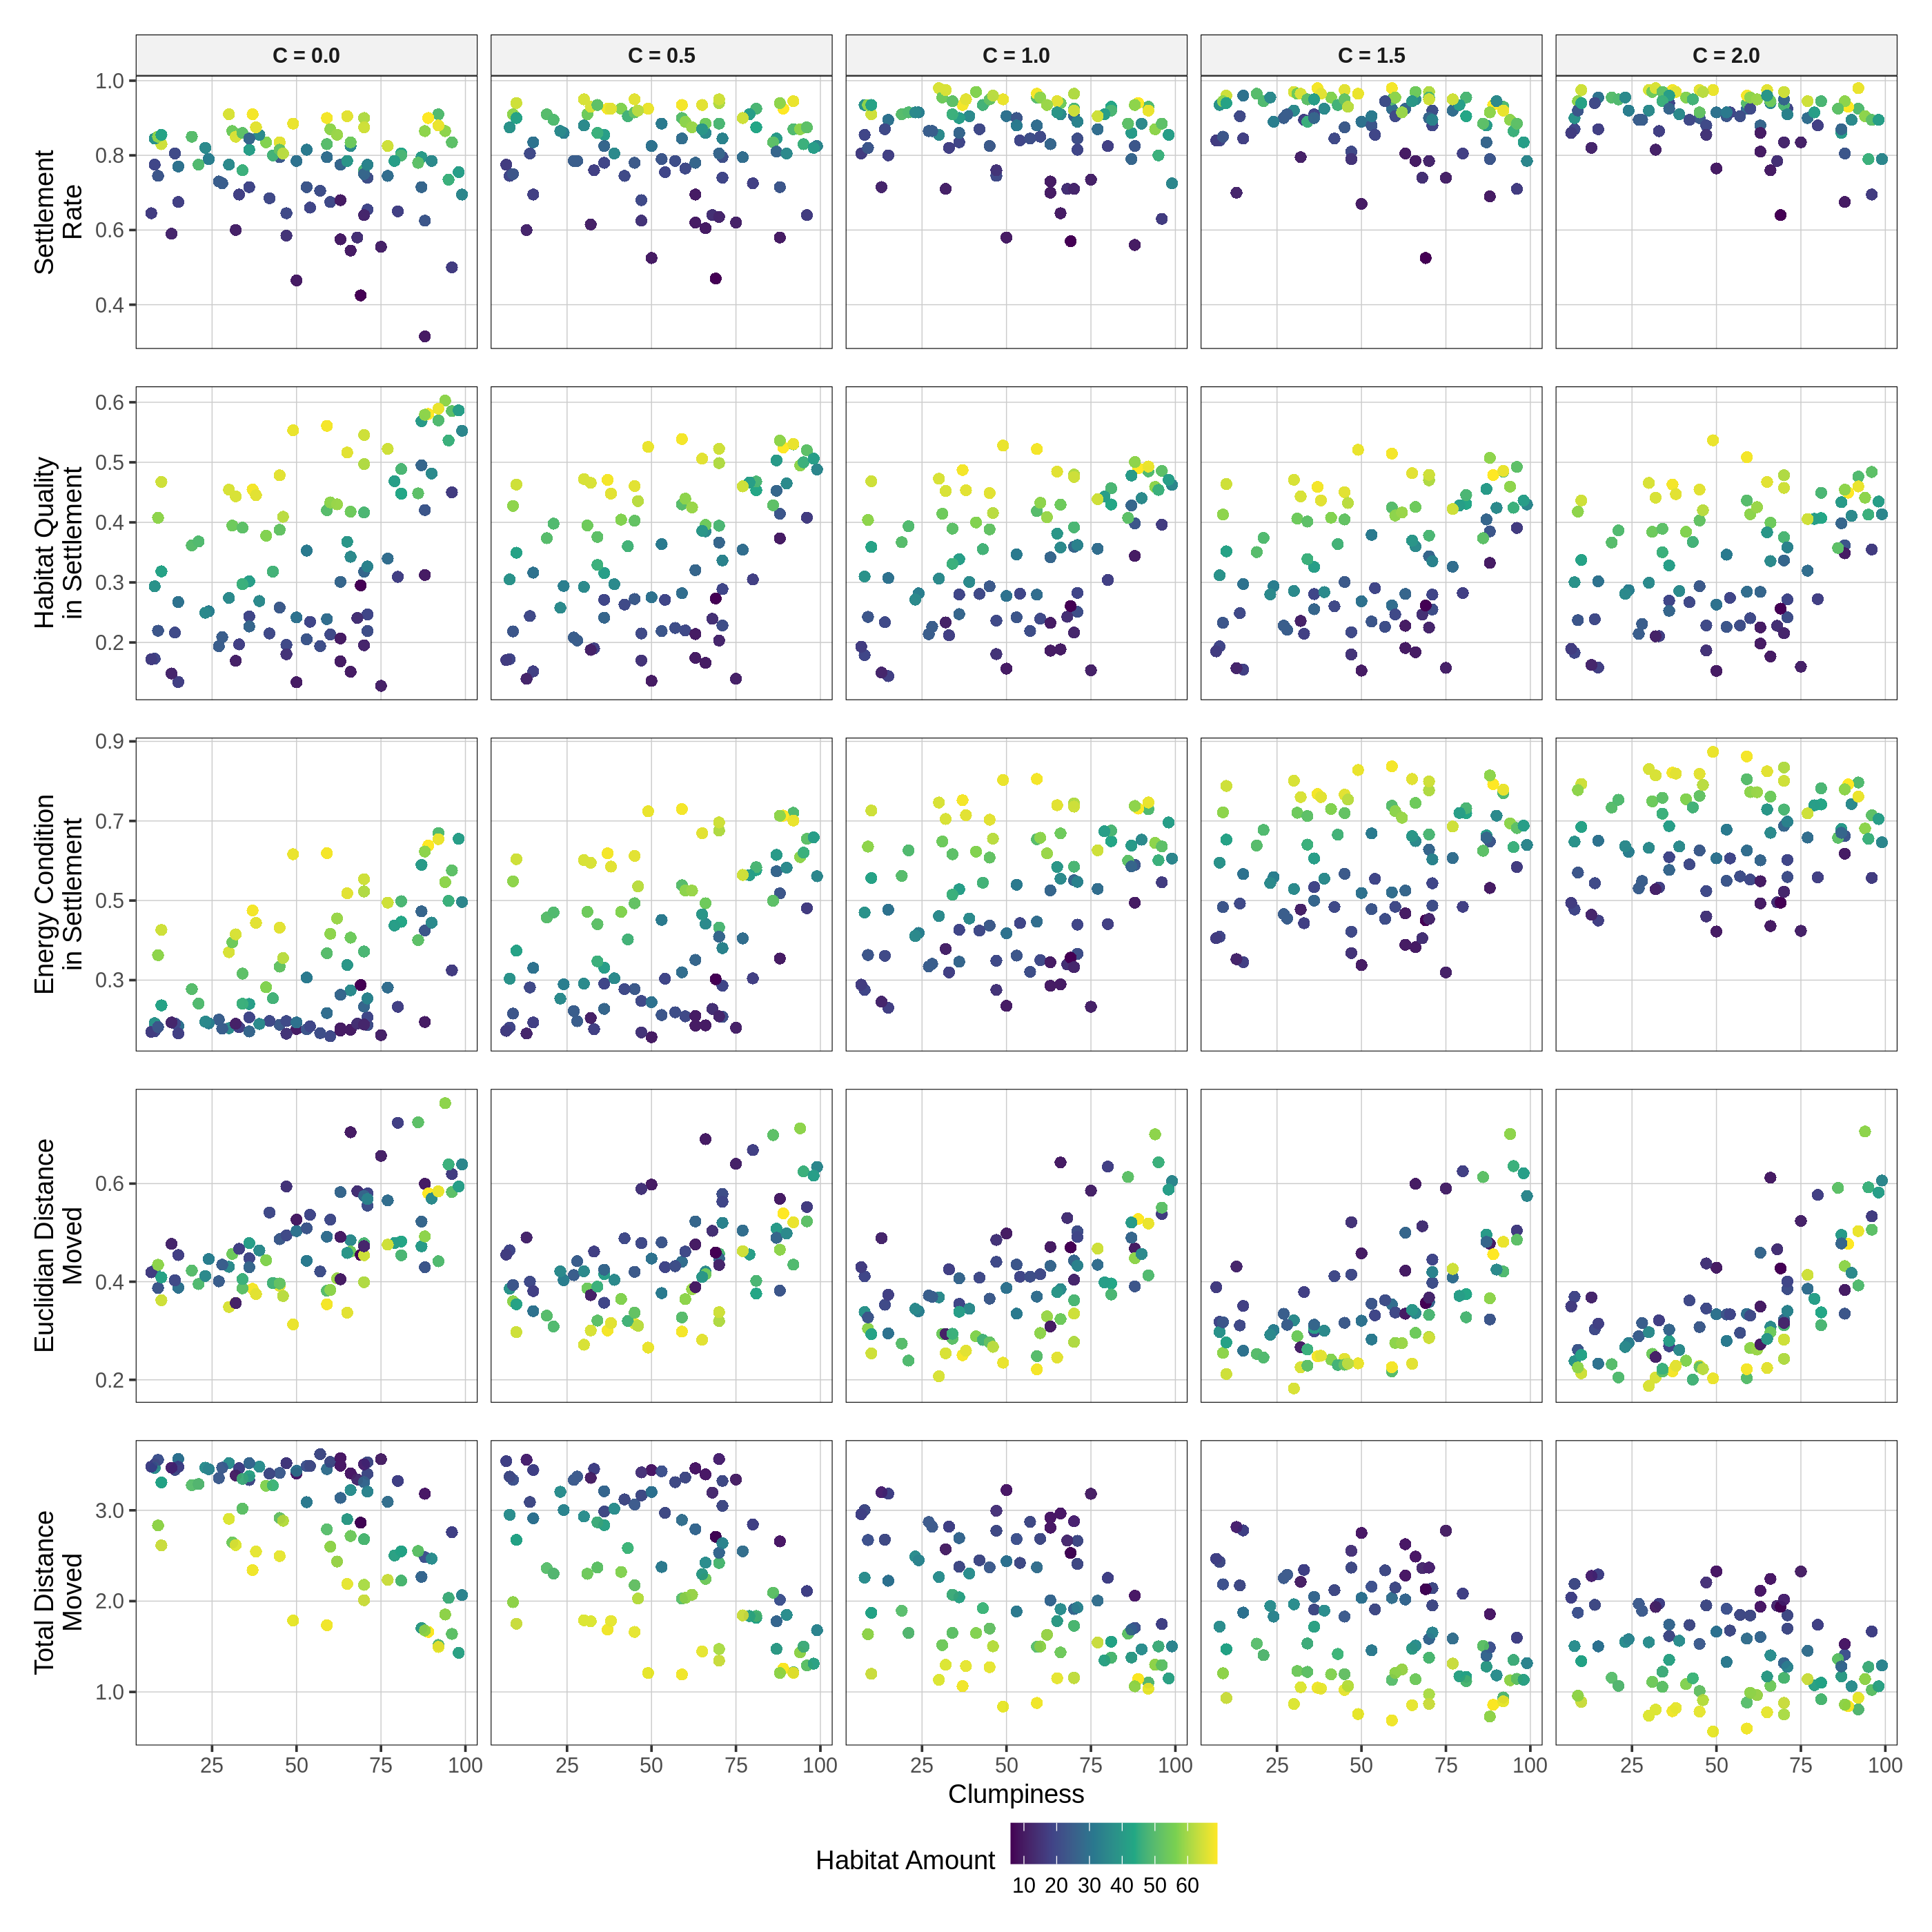 C = 0.0 C = 0.5 C = 1.0 C = 1.5 C = 2.0
Settlement
Rate
1.0
0.8
0.6
0.4
Habitat Quality
in Settlement
0.6
0.5
0.4
0.3
0.2
Energy Condition
in Settlement
0.9
0.7
0.5
0.3
Euclidian Distance
Moved
0.6
0.4
0.2
Total Distance
Moved
3.0
2.0
1.0
25 50 75 100 25 50 75 100 25 50 75 100 25 50 75 100 25 50 75 100
Clumpiness
Habitat Amount
10 20 30 40 50 60